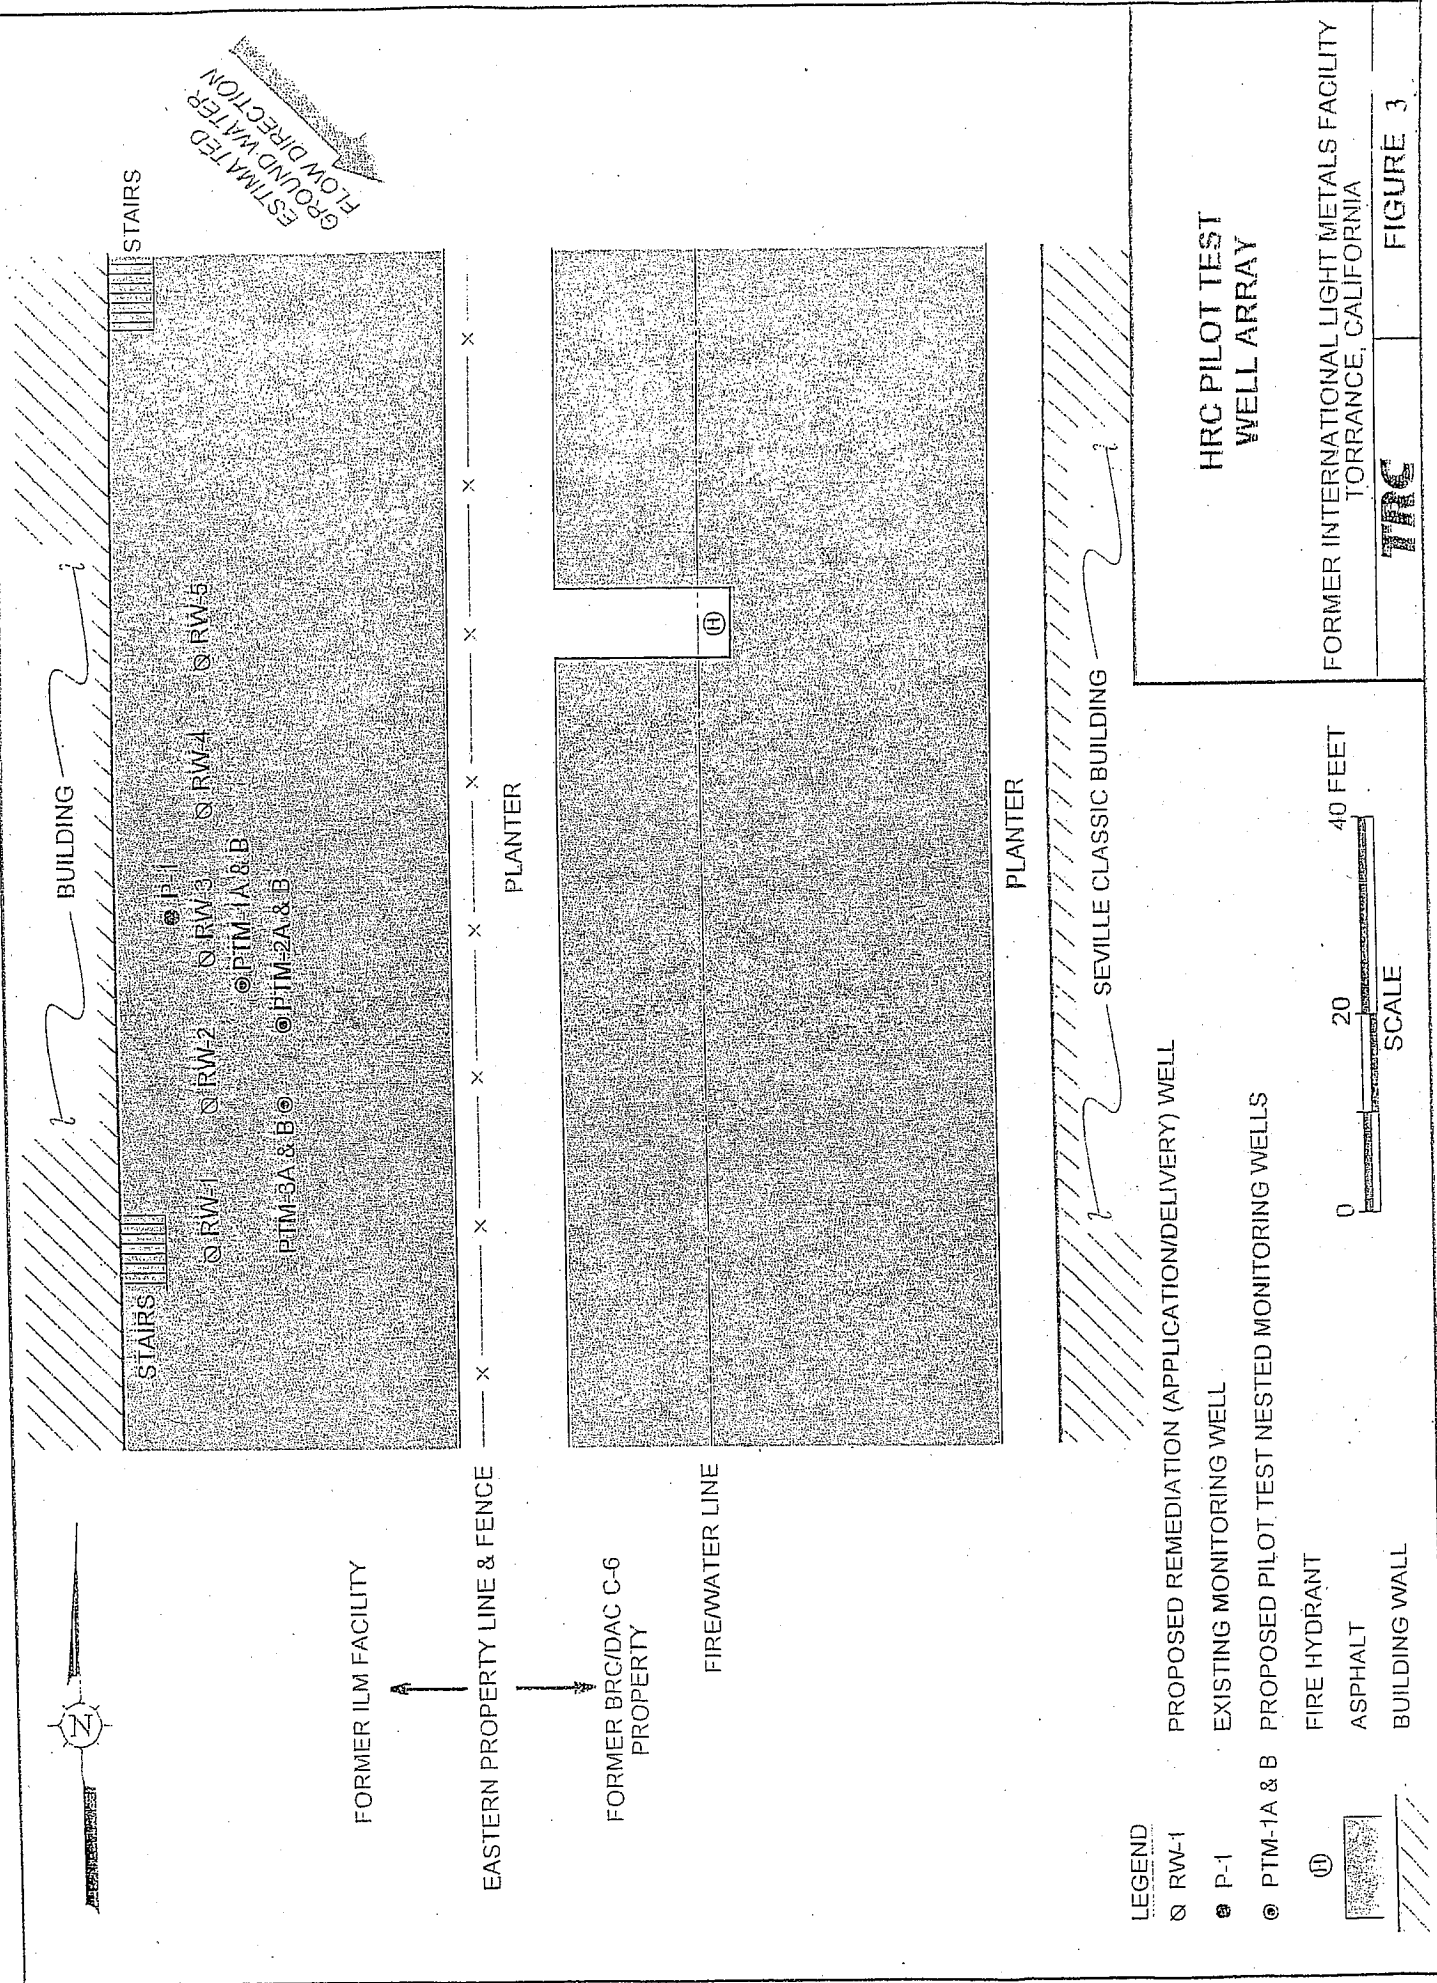 N
FORMER ILM FACILITY
EASTERN PROPERTY LINE & FENCE
FORMER BRC/DAC C-6
PROPERTY
FIRE/WATER LINE
BUILDING
STAIRS
STAIRS
ESTIMATED
GROUND WATER
FLOW DIRECTION
P-1
RW-1
RW-2
RW-3
RW-4
RW-5
PTM-1A & B
PTM-2A & B
PTM-3A & B
PLANTER
H
PLANTER
SEVILLE CLASSIC BUILDING
LEGEND
RW-1 PROPOSED REMEDIATION (APPLICATION/DELIVERY) WELL
P-1 EXISTING MONITORING WELL
PTM-1A & B PROPOSED PILOT TEST NESTED MONITORING WELLS
H FIRE HYDRANT
ASPHALT
BUILDING WALL
0 20 40 FEET
SCALE
HRC PILOT TEST
WELL ARRAY
FORMER INTERNATIONAL LIGHT METALS FACILITY
TORRANCE, CALIFORNIA
TRC
FIGURE 3